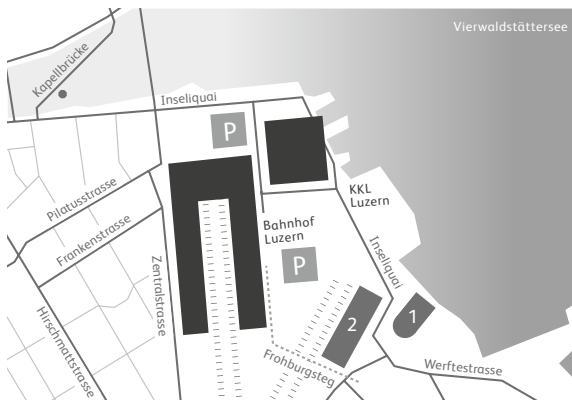 Vierwaldstättersee
Kapellbrücke
Inseliquai
P
Pilatusstrasse
KKL
Luzern
Frankenstrasse
Bahnhof
Luzern
Inseliquai
P
Zentralstrasse
Hirschmattstrasse
2
1
Frohburgsteg
Werftestrasse